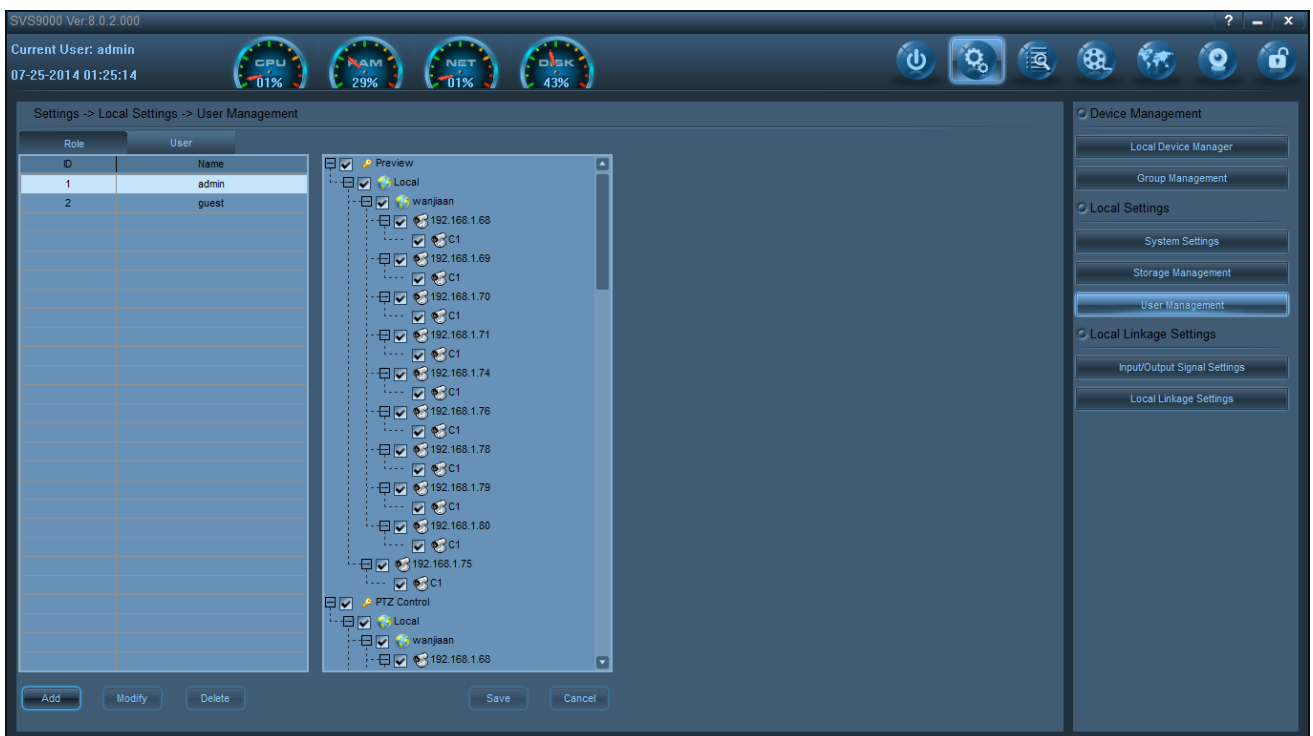 SVS9000 Ver:8.0.2.000
? – x
Current User: admin
07-25-2014 01:25:14
CPU 01%
RAM 29%
NET 01%
DISK 43%
Settings -> Local Settings -> User Management
Role User
ID Name
1 admin
2 guest
Preview
Local
wanjiaan
192.168.1.68
C1
192.168.1.69
C1
192.168.1.70
C1
192.168.1.71
C1
192.168.1.74
C1
192.168.1.76
C1
192.168.1.78
C1
192.168.1.79
C1
192.168.1.80
C1
192.168.1.75
C1
PTZ Control
Local
wanjiaan
192.168.1.68
Add Modify Delete Save Cancel
Device Management
Local Device Manager
Group Management
Local Settings
System Settings
Storage Management
User Management
Local Linkage Settings
Input/Output Signal Settings
Local Linkage Settings